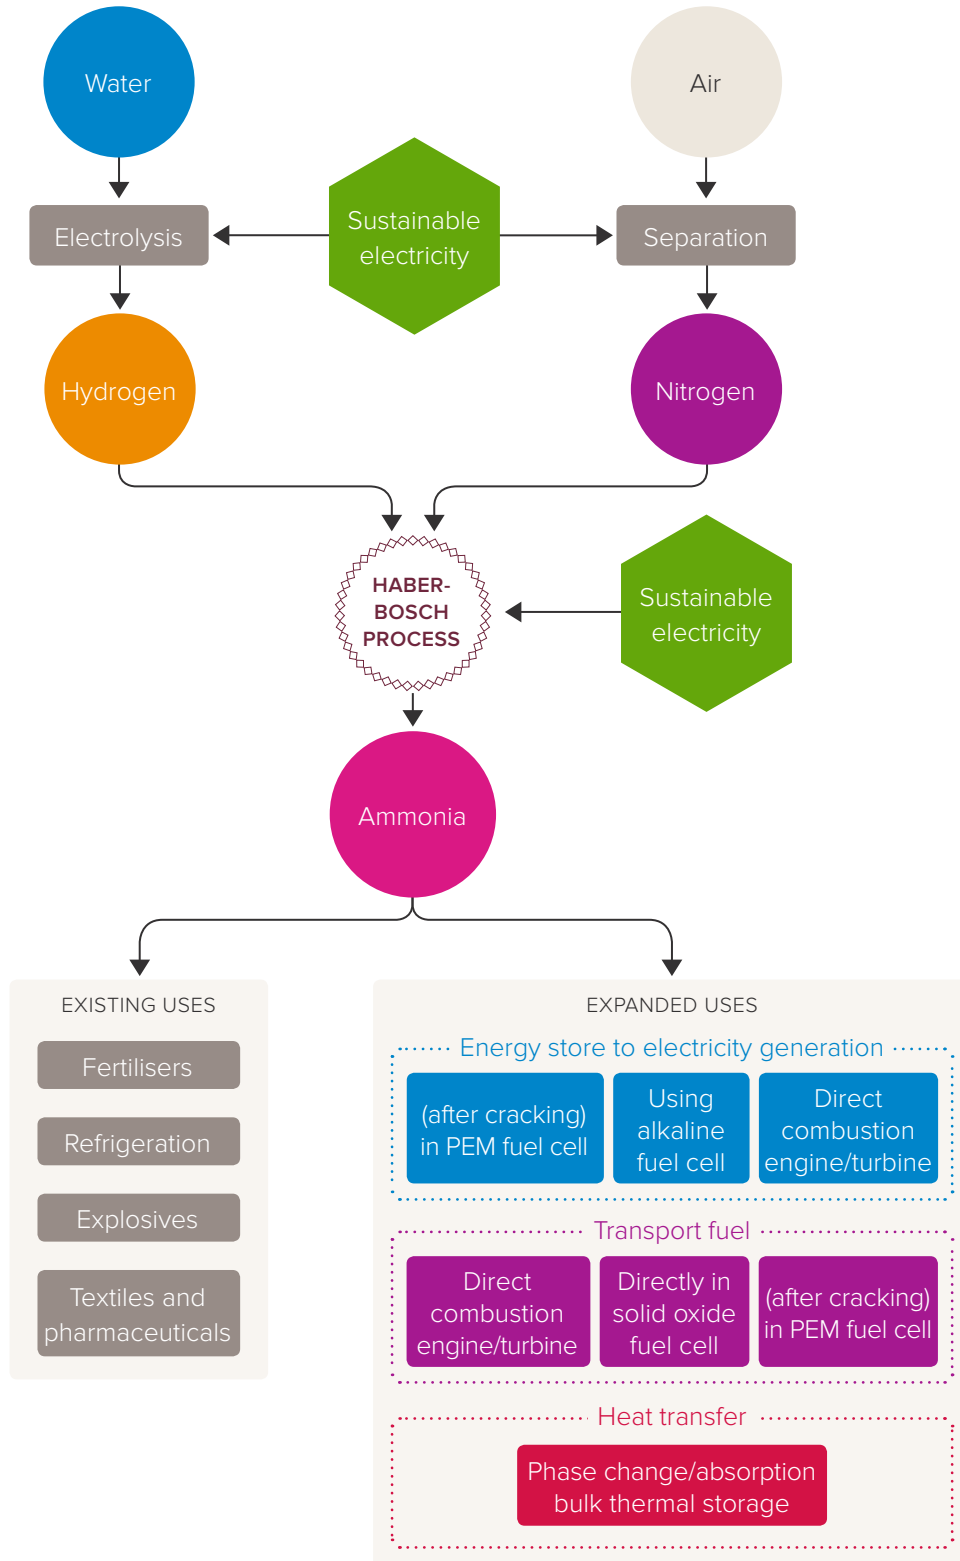 Water
Air
Sustainable
electricity
Electrolysis
Separation
Hydrogen
Nitrogen
HABER-
BOSCH
PROCESS
Sustainable
electricity
Ammonia
EXISTING USES
Fertilisers
Refrigeration
Explosives
Textiles and
pharmaceuticals
EXPANDED USES
Energy store to electricity generation
(after cracking)
in PEM fuel cell
Using
alkaline
fuel cell
Direct
combustion
engine/turbine
Transport fuel
Direct
combustion
engine/turbine
Directly in
solid oxide
fuel cell
(after cracking)
in PEM fuel cell
Heat transfer
Phase change/absorption
bulk thermal storage